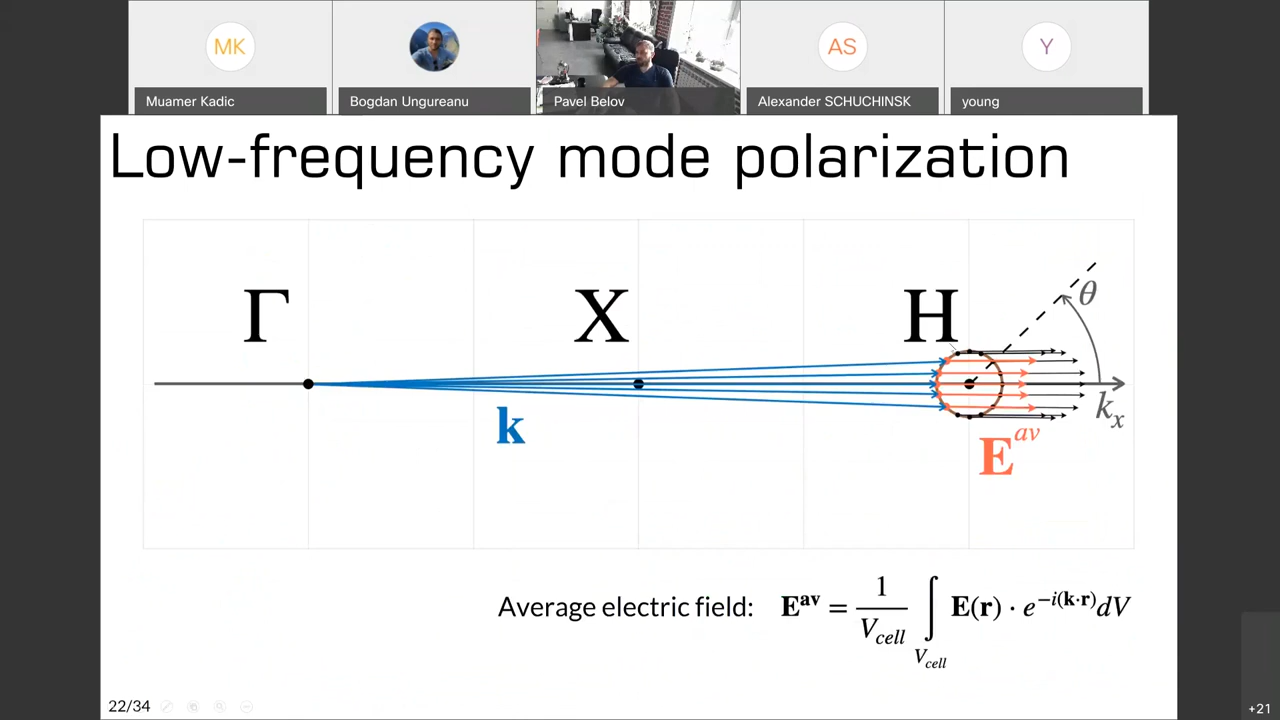 MK
AS
Y
Muamer Kadic
Bogdan Ungureanu
Pavel Belov
Alexander SCHUCHINSK
young
Low-frequency mode polarization
Γ
X
H
θ
k
k_x
E^av
Average electric field: E^av = 1/V_cell ∫_V_cell E(r) · e^−i(k·r) dV
22/34
+21